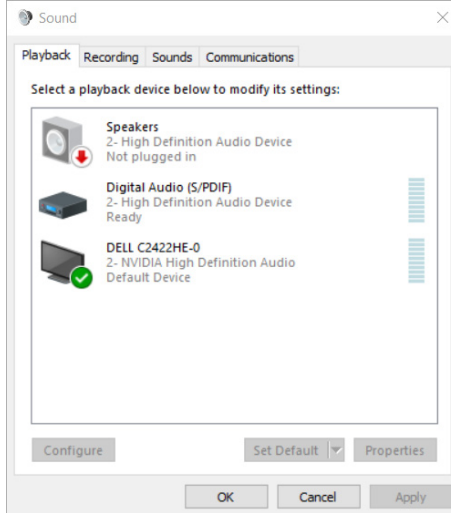 Sound
Playback Recording Sounds Communications
Select a playback device below to modify its settings:
Speakers
2- High Definition Audio Device
Not plugged in
Digital Audio (S/PDIF)
2- High Definition Audio Device
Ready
DELL C2422HE-0
2- NVIDIA High Definition Audio
Default Device
Configure Set Default Properties
OK Cancel Apply